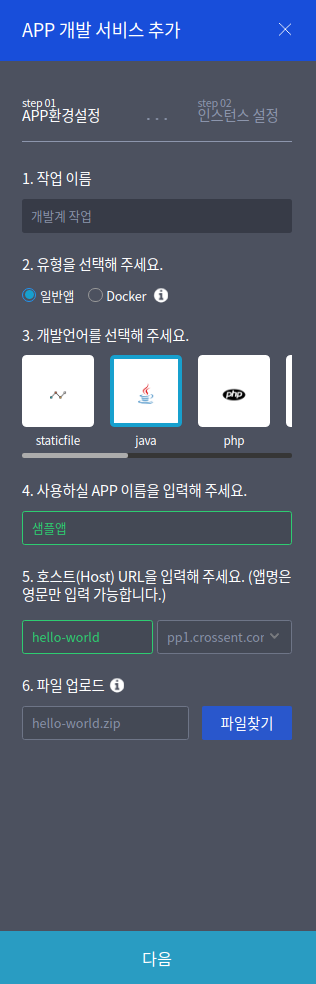 APP 개발 서비스 추가
step 01
APP환경설정
...
step 02
인스턴스 설정
1. 작업 이름
개발계 작업
2. 유형을 선택해 주세요.
일반앱
Docker
3. 개발언어를 선택해 주세요.
php
staticfile
java
php
4. 사용하실 APP 이름을 입력해 주세요.
샘플앱
5. 호스트(Host) URL을 입력해 주세요. (앱명은
영문만 입력 가능합니다.)
hello-world
pp1.crossent.com
6. 파일 업로드
hello-world.zip
파일찾기
다음